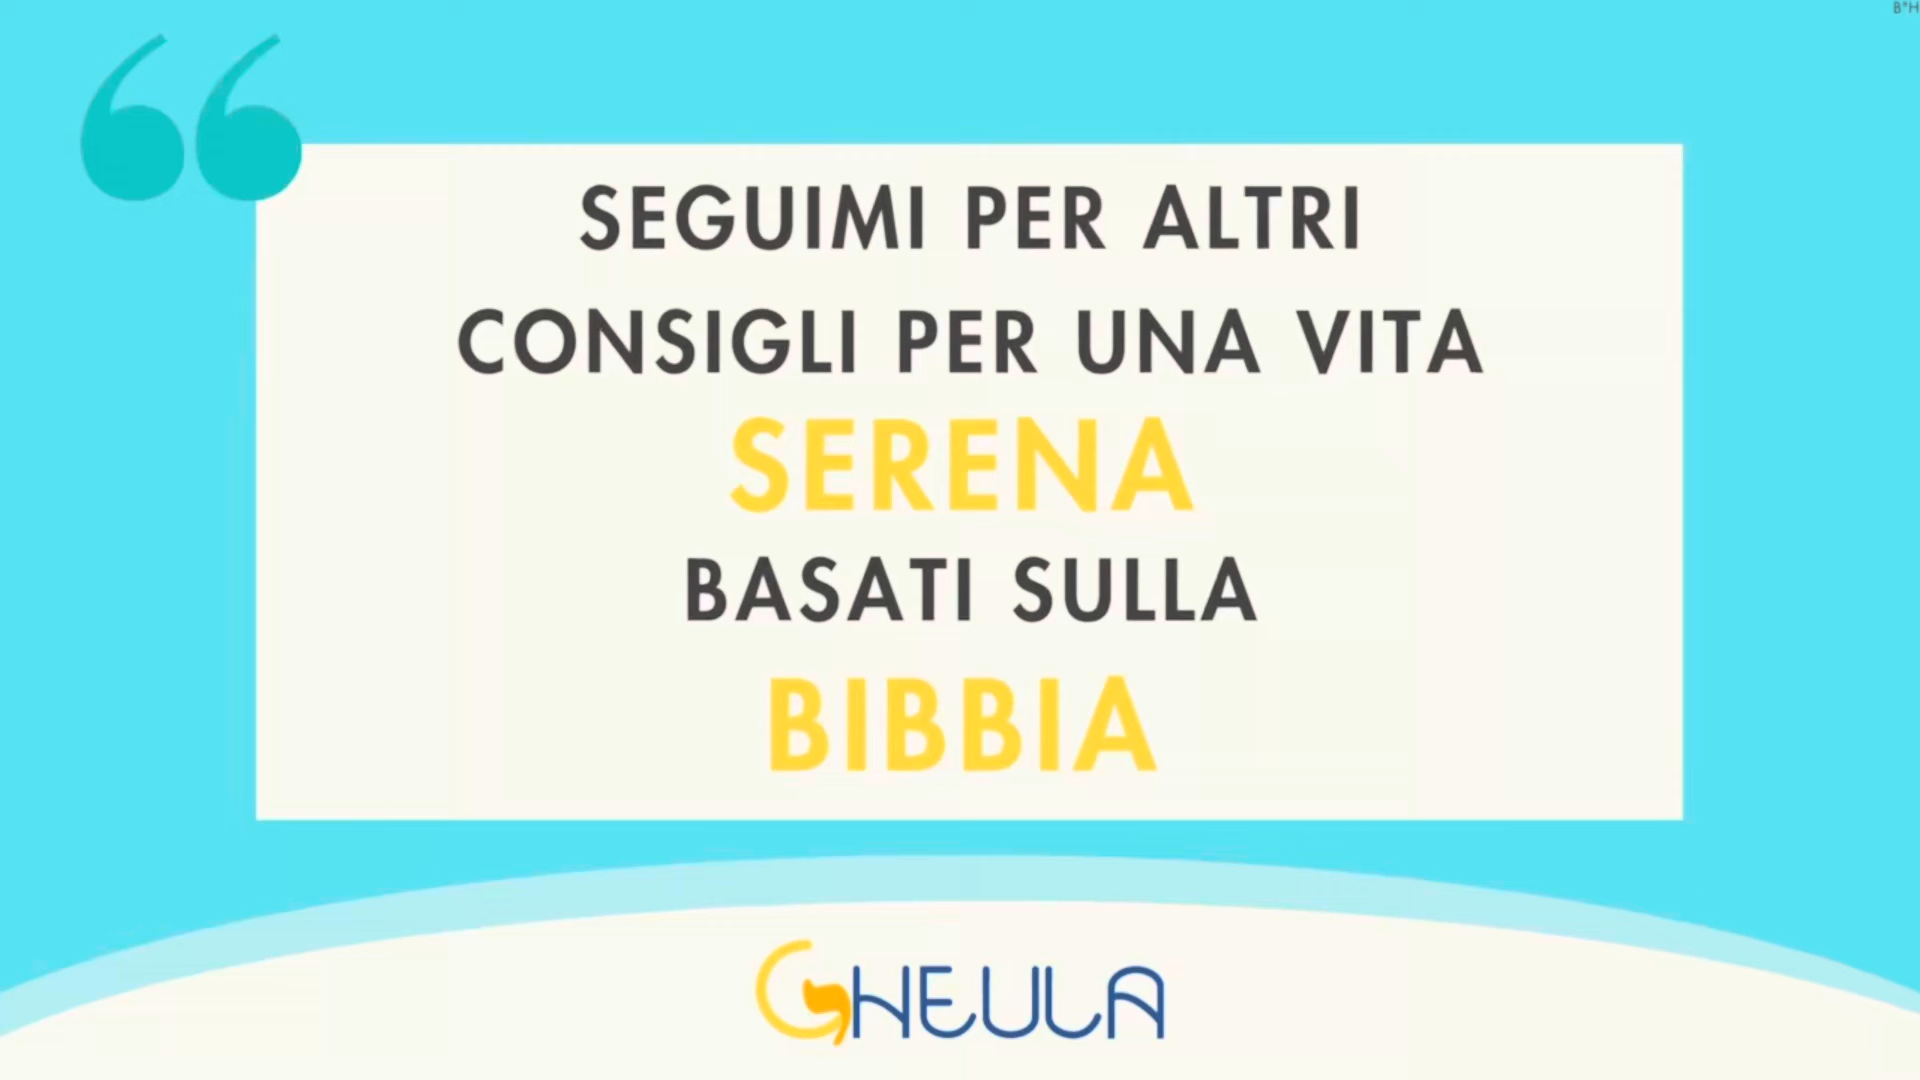 B"H
SEGUIMI PER ALTRI
CONSIGLI PER UNA VITA
SERENA
BASATI SULLA
BIBBIA
GHEULA